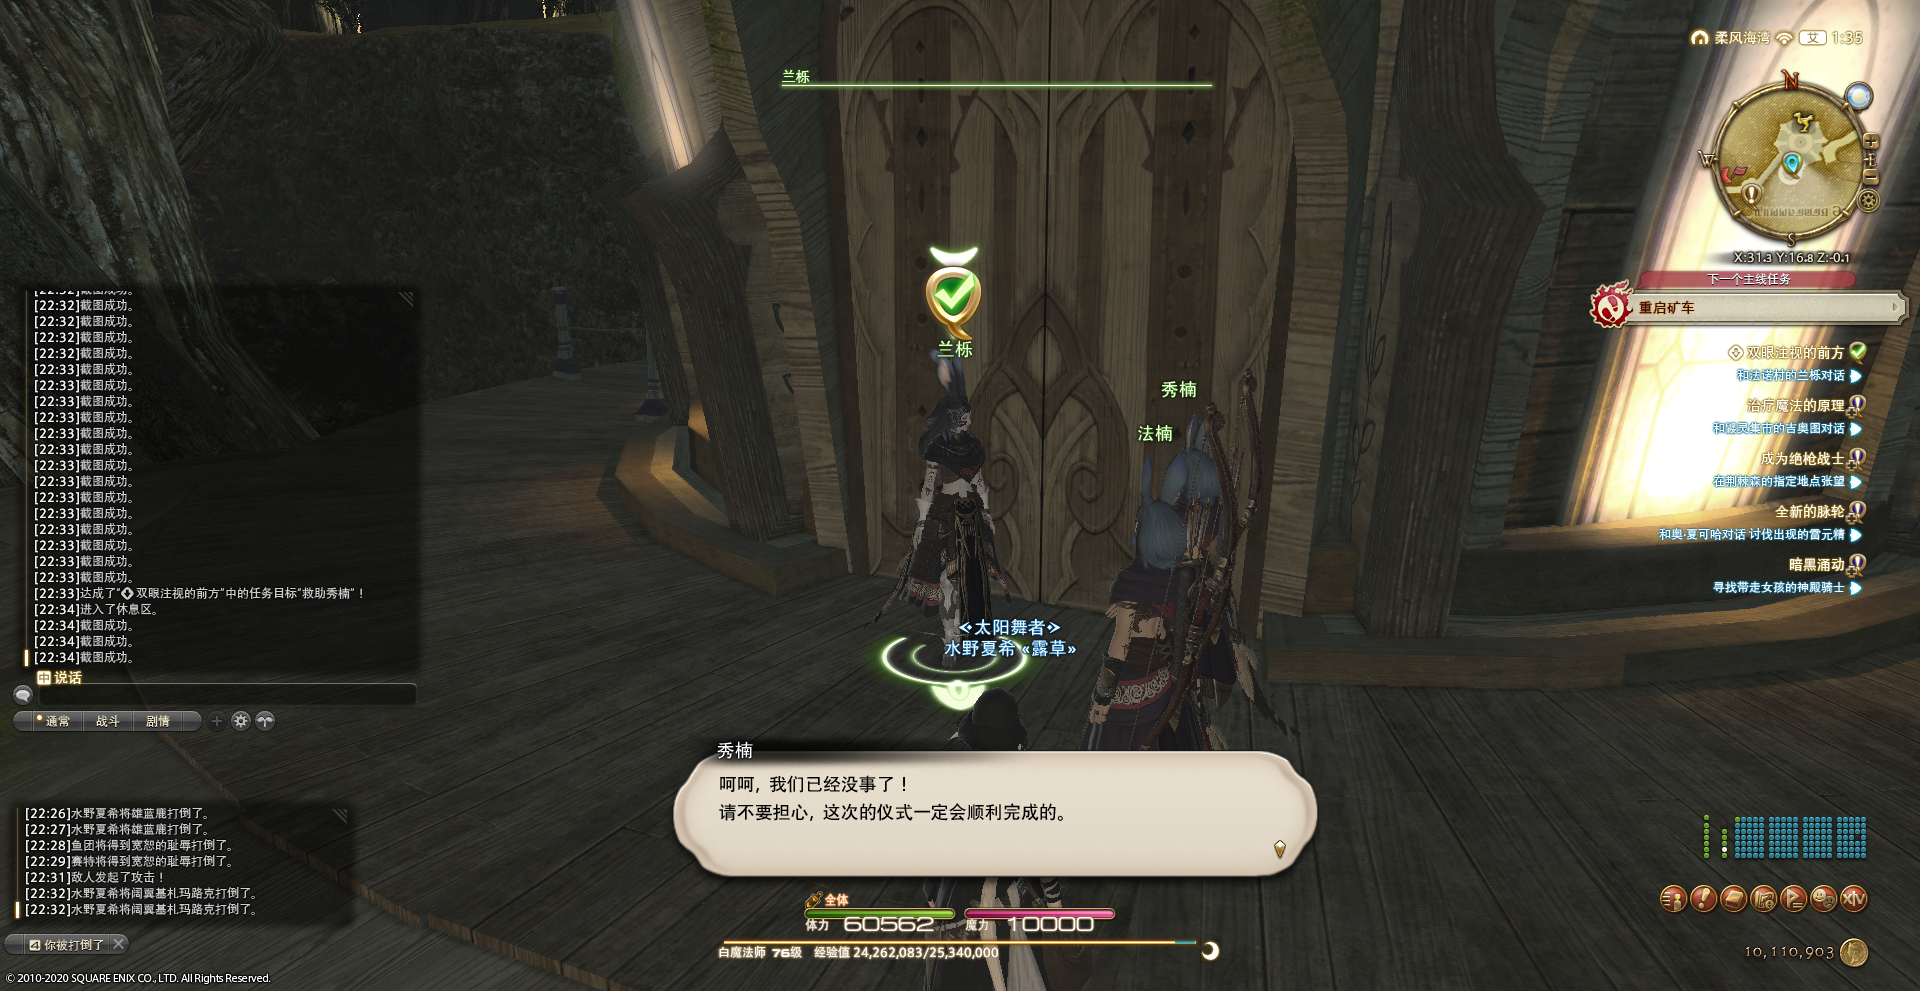 兰栎
柔风海湾 艾 1:35
N
W
E
S
X:31.3 Y:16.8 Z:-0.1
下一个主线任务
重启矿车
双眼注视的前方
和法诺村的兰栎对话
治疗魔法的原理
成为绝枪战士
在荆棘森的指定地点张望
全新的脉轮
和奥·夏可哈对话 讨伐出现的雷元精
暗黑涌动
寻找带走女孩的神殿骑士
兰栎
秀楠
法楠
«太阳舞者»
水野夏希 «露草»
[22:32]截图成功。
[22:32]截图成功。
[22:32]截图成功。
[22:32]截图成功。
[22:32]截图成功。
[22:33]截图成功。
[22:33]截图成功。
[22:33]截图成功。
[22:33]截图成功。
[22:33]截图成功。
[22:33]截图成功。
[22:33]截图成功。
[22:33]截图成功。
[22:33]截图成功。
[22:33]截图成功。
[22:33]截图成功。
[22:33]截图成功。
[22:33]截图成功。
[22:33]截图成功。
[22:33]达成了“双眼注视的前方”中的任务目标“救助秀楠”！
[22:34]进入了休息区。
[22:34]截图成功。
[22:34]截图成功。
[22:34]截图成功。
说话
通常 战斗 剧情
秀楠
呵呵，我们已经没事了！
请不要担心，这次的仪式一定会顺利完成的。
[22:26]水野夏希将雄蓝鹿打倒了。
[22:27]水野夏希将雄蓝鹿打倒了。
[22:28]鱼团将得到宽恕的耻辱打倒了。
[22:29]赛特将得到宽恕的耻辱打倒了。
[22:31]敌人发起了攻击！
[22:32]水野夏希将阔翼基札玛路克打倒了。
[22:32]水野夏希将阔翼基札玛路克打倒了。
4 你被打倒了
全体
体力 60562 魔力 10000
白魔法师 76级 经验值 24,262,083/25,340,000
XIV
10,110,903
© 2010-2020 SQUARE ENIX CO., LTD. All Rights Reserved.